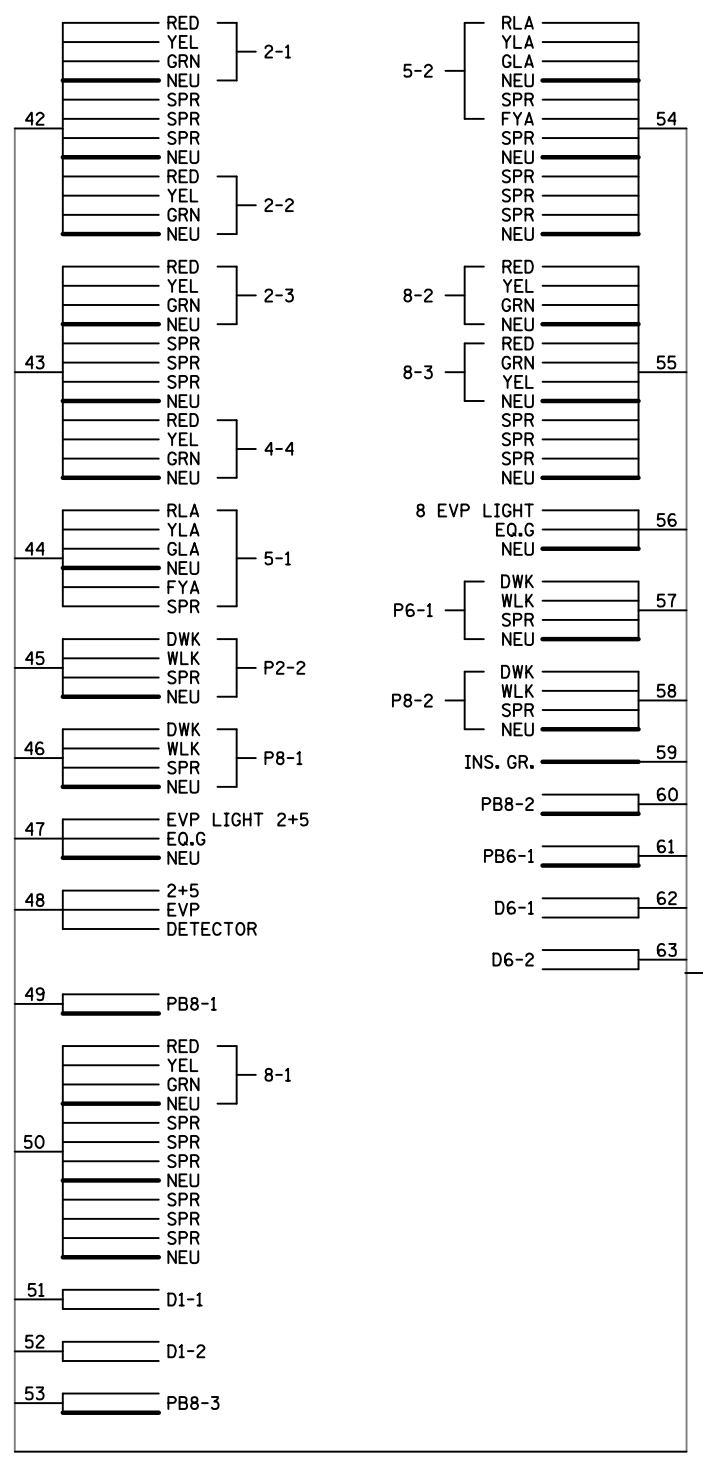 42
RED
YEL
GRN
NEU
2-1
SPR
SPR
SPR
NEU
RED
YEL
GRN
NEU
2-2
43
RED
YEL
GRN
NEU
2-3
SPR
SPR
SPR
NEU
RED
YEL
GRN
NEU
4-4
44
RLA
YLA
GLA
NEU
FYA
SPR
5-1
45
DWK
WLK
SPR
NEU
P2-2
46
DWK
WLK
SPR
NEU
P8-1
47
EVP LIGHT 2+5
EQ.G
NEU
48
2+5
EVP
DETECTOR
49
PB8-1
50
RED
YEL
GRN
NEU
8-1
SPR
SPR
SPR
NEU
SPR
SPR
SPR
NEU
51
D1-1
52
D1-2
53
PB8-3
5-2
RLA
YLA
GLA
NEU
SPR
FYA
SPR
NEU
SPR
SPR
SPR
NEU
54
8-2
RED
YEL
GRN
NEU
8-3
RED
GRN
YEL
NEU
SPR
SPR
SPR
NEU
55
8 EVP LIGHT
EQ.G
NEU
56
P6-1
DWK
WLK
SPR
NEU
57
P8-2
DWK
WLK
SPR
NEU
58
INS. GR.
59
PB8-2
60
PB6-1
61
D6-1
62
D6-2
63